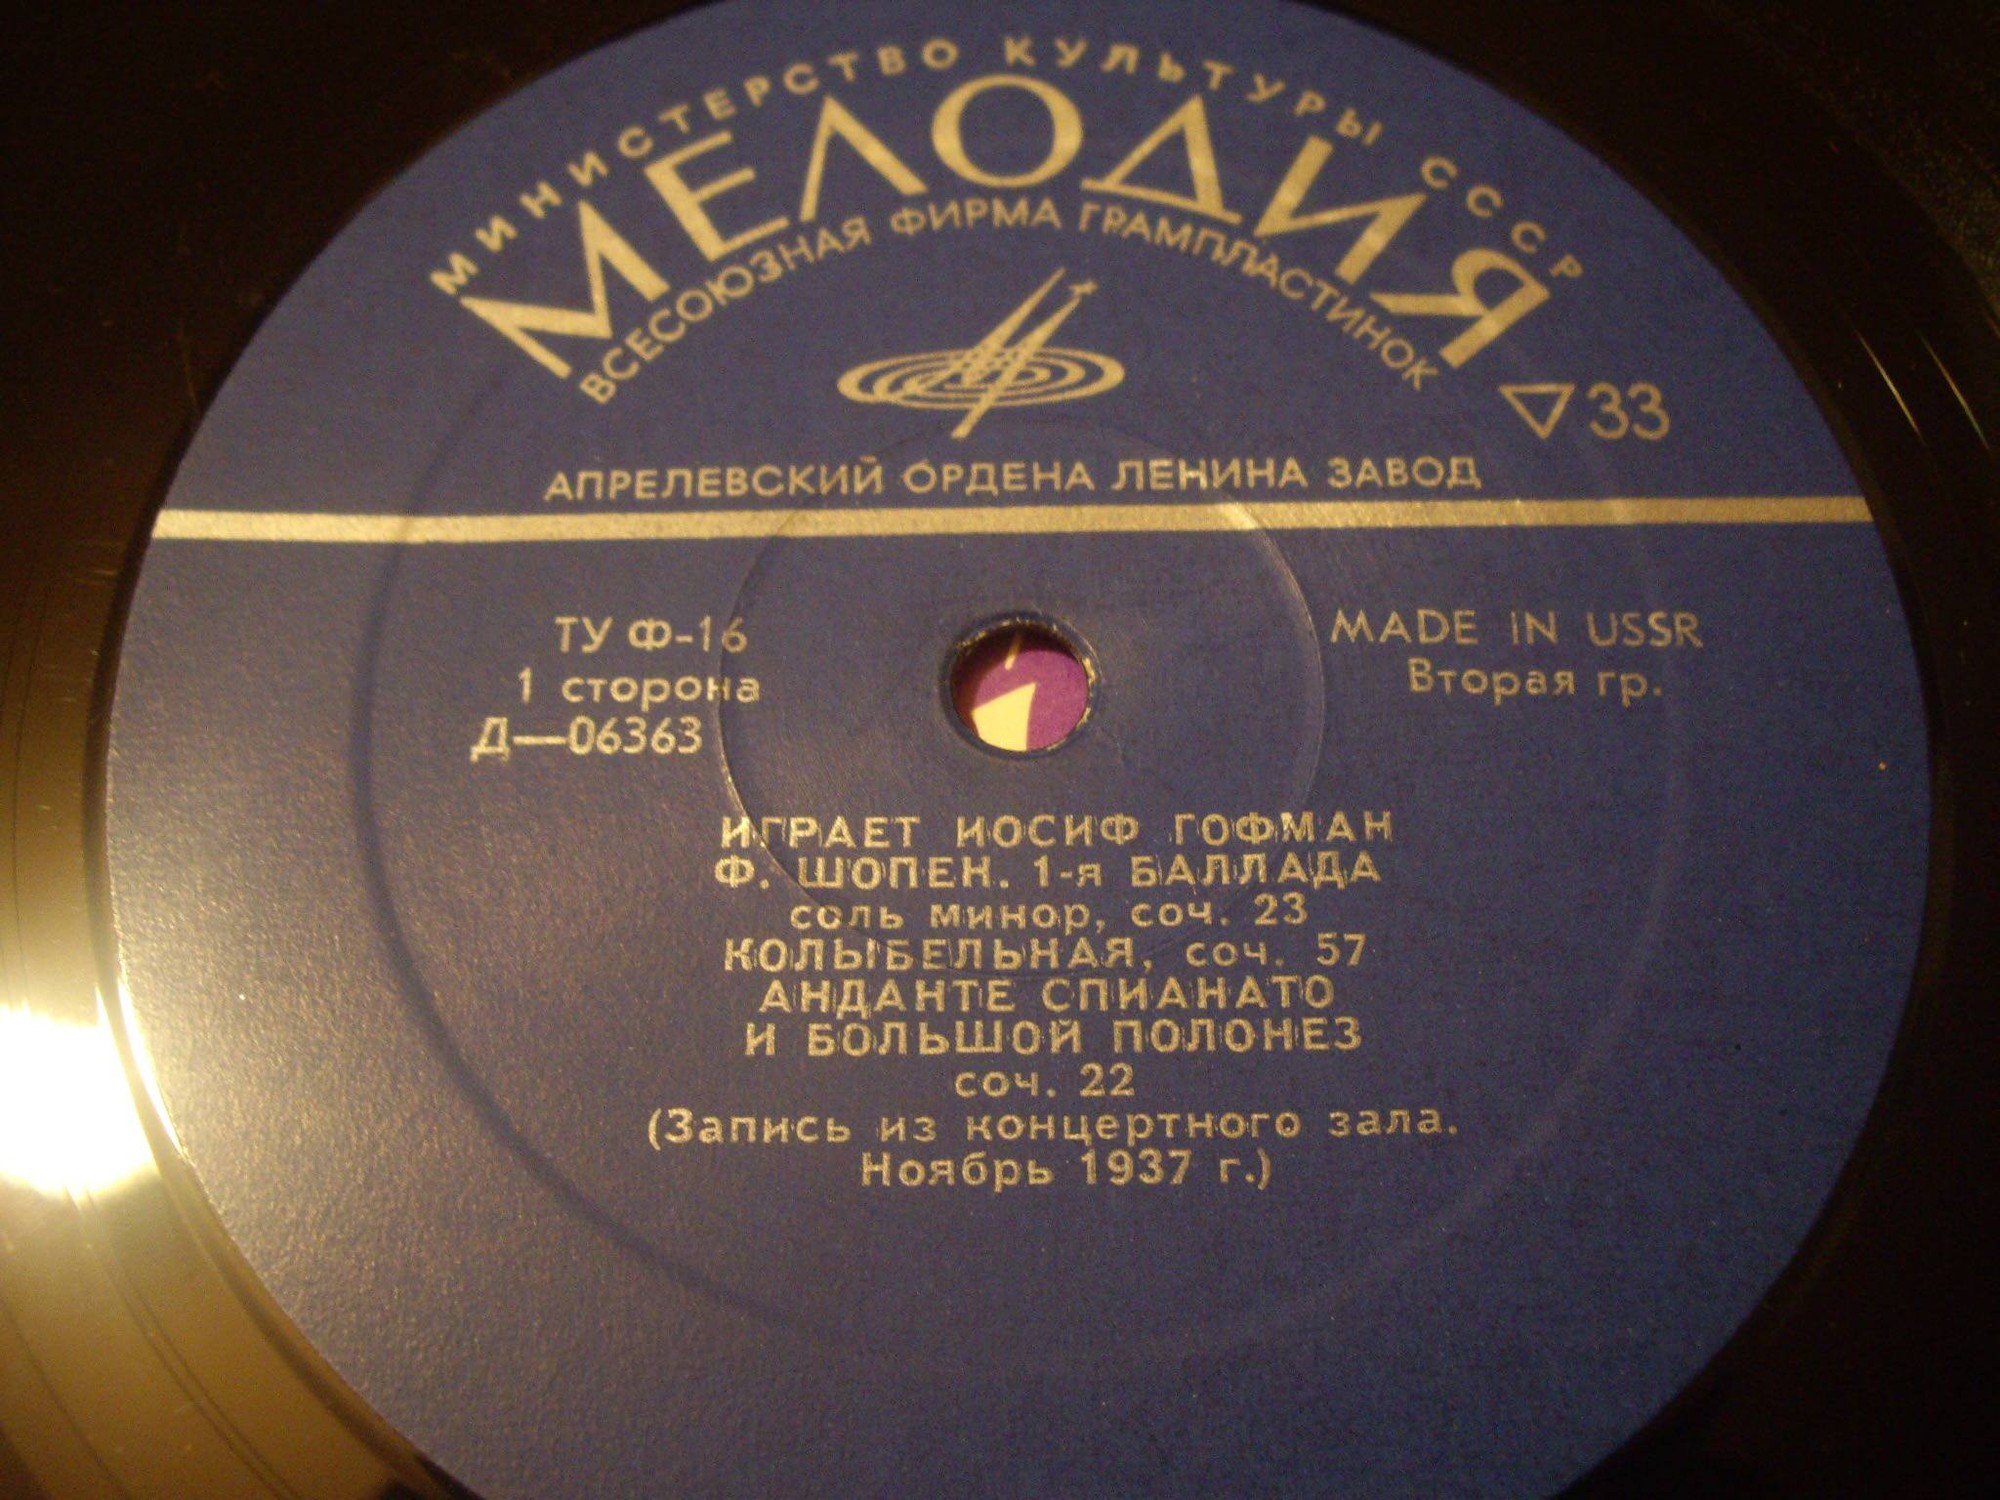 МИНИСТЕРСТВО КУЛЬТУРЫ СССР
МЕЛОДИЯ
ВСЕСОЮЗНАЯ ФИРМА ГРАМПЛАСТИНОК
33
АПРЕЛЕВСКИЙ ОРДЕНА ЛЕНИНА ЗАВОД
ТУ Ф-16
1 сторона
Д—06363
MADE IN USSR
Вторая гр.
ИГРАЕТ ИОСИФ ГОФМАН
Ф. ШОПЕН. 1-я БАЛЛАДА
соль минор, соч. 23
КОЛЫБЕЛЬНАЯ, соч. 57
АНДАНТЕ СПИАНАТО
И БОЛЬШОЙ ПОЛОНЕЗ
соч. 22
(Запись из концертного зала.
Ноябрь 1937 г.)